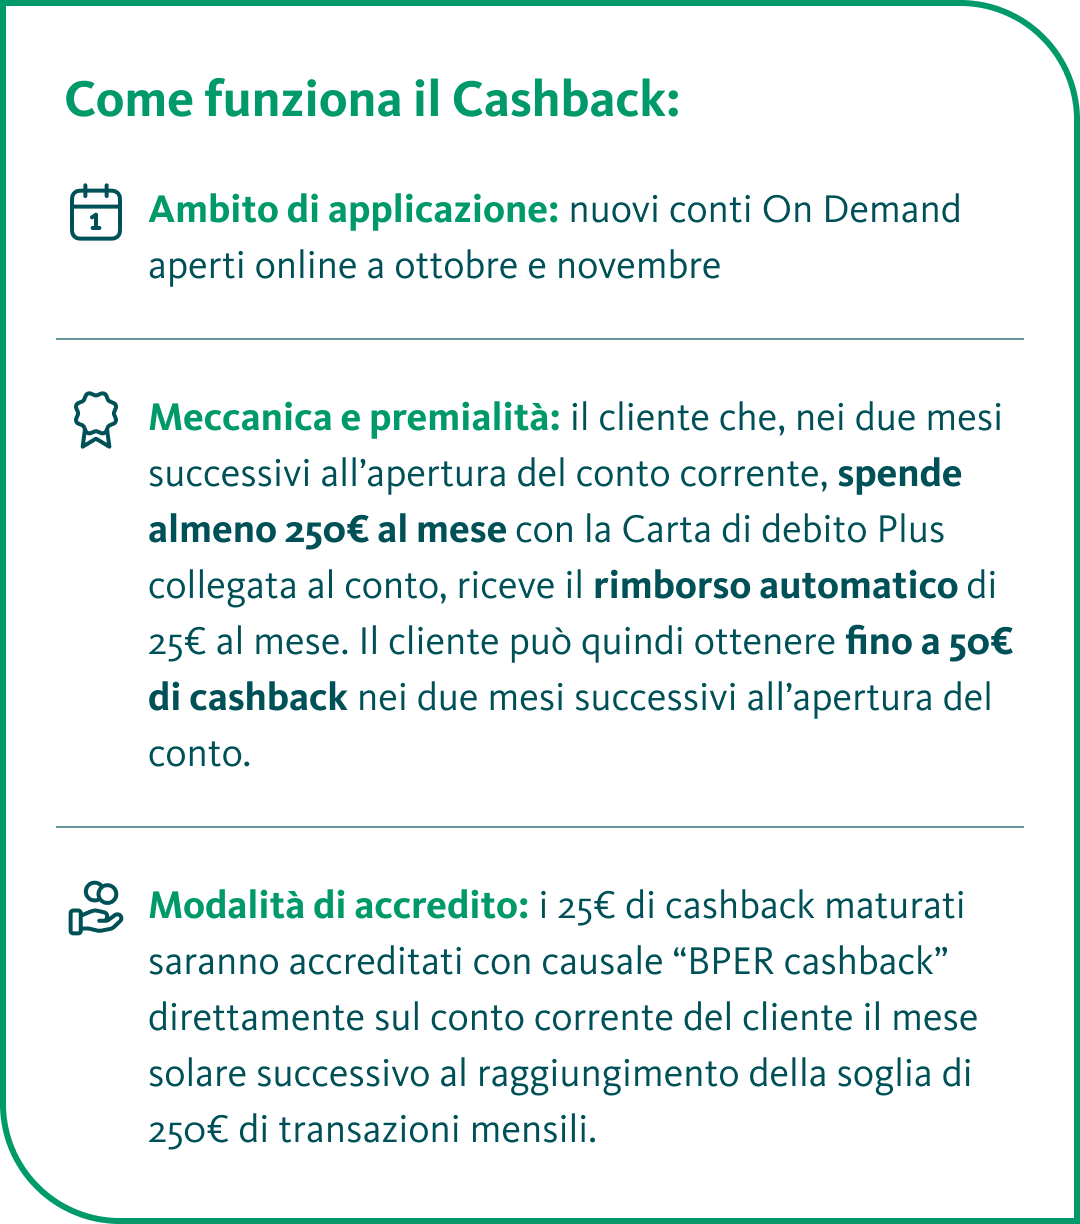 Come funziona il Cashback:
1
Ambito di applicazione: nuovi conti On Demand
aperti online a ottobre e novembre
Meccanica e premialità: il cliente che, nei due mesi
successivi all’apertura del conto corrente, spende
almeno 250€ al mese con la Carta di debito Plus
collegata al conto, riceve il rimborso automatico di
25€ al mese. Il cliente può quindi ottenere fino a 50€
di cashback nei due mesi successivi all’apertura del
conto.
Modalità di accredito: i 25€ di cashback maturati
saranno accreditati con causale “BPER cashback”
direttamente sul conto corrente del cliente il mese
solare successivo al raggiungimento della soglia di
250€ di transazioni mensili.